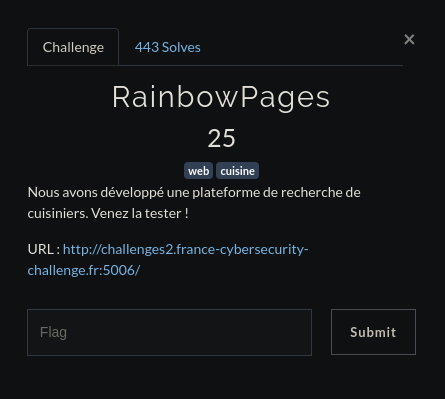 Challenge
443 Solves
×
RainbowPages
25
web cuisine
Nous avons développé une plateforme de recherche de
cuisiniers. Venez la tester !
URL : http://challenges2.france-cybersecurity-
challenge.fr:5006/
Flag
Submit